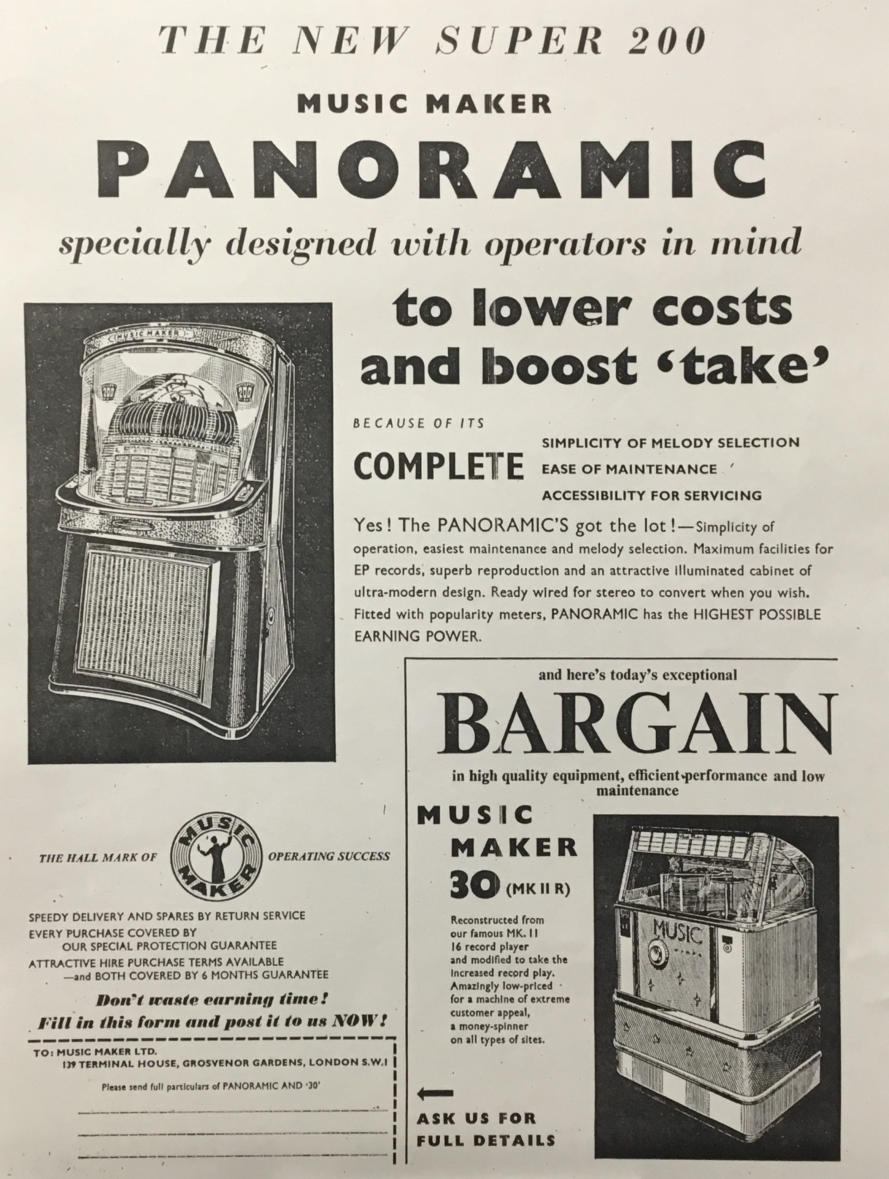 THE NEW SUPER 200
MUSIC MAKER
PANORAMIC
specially designed with operators in mind
to lower costs
and boost ‘take’
MUSIC MAKER
BECAUSE OF ITS
COMPLETE
SIMPLICITY OF MELODY SELECTION
EASE OF MAINTENANCE
ACCESSIBILITY FOR SERVICING
Yes! The PANORAMIC'S got the lot!—Simplicity of
operation, easiest maintenance and melody selection. Maximum facilities for
EP records, superb reproduction and an attractive illuminated cabinet of
ultra-modern design. Ready wired for stereo to convert when you wish.
Fitted with popularity meters, PANORAMIC has the HIGHEST POSSIBLE
EARNING POWER.
and here's today's exceptional
BARGAIN
in high quality equipment, efficient performance and low
maintenance
MUSIC
MAKER
30 (MK II R)
Reconstructed from
our famous MK. II
16 record player
and modified to take the
increased record play.
Amazingly low-priced
for a machine of extreme
customer appeal,
a money-spinner
on all types of sites.
ASK US FOR
FULL DETAILS
MUSIC
THE HALL MARK OF
MUSIC MAKER
OPERATING SUCCESS
SPEEDY DELIVERY AND SPARES BY RETURN SERVICE
EVERY PURCHASE COVERED BY
OUR SPECIAL PROTECTION GUARANTEE
ATTRACTIVE HIRE PURCHASE TERMS AVAILABLE
—and BOTH COVERED BY 6 MONTHS GUARANTEE
Don't waste earning time!
Fill in this form and post it to us NOW!
TO: MUSIC MAKER LTD.
139 TERMINAL HOUSE, GROSVENOR GARDENS, LONDON S.W.1
Please send full particulars of PANORAMIC AND '30'